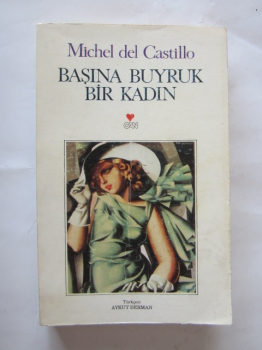 Michel del Castillo
BAŞINA BUYRUK
BİR KADIN
CAN
Türkçesi
AYKUT DERMAN